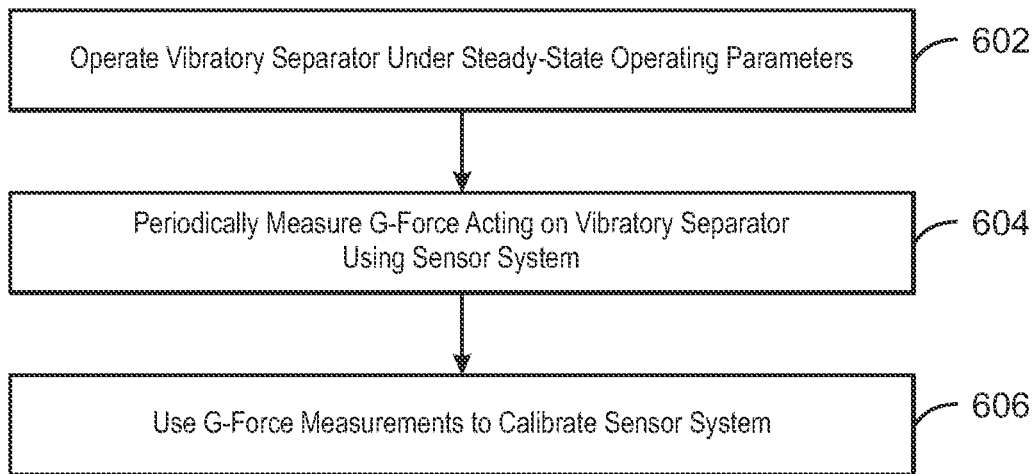 Operate Vibratory Separator Under Steady-State Operating Parameters
602
Periodically Measure G-Force Acting on Vibratory Separator
Using Sensor System
604
Use G-Force Measurements to Calibrate Sensor System
606